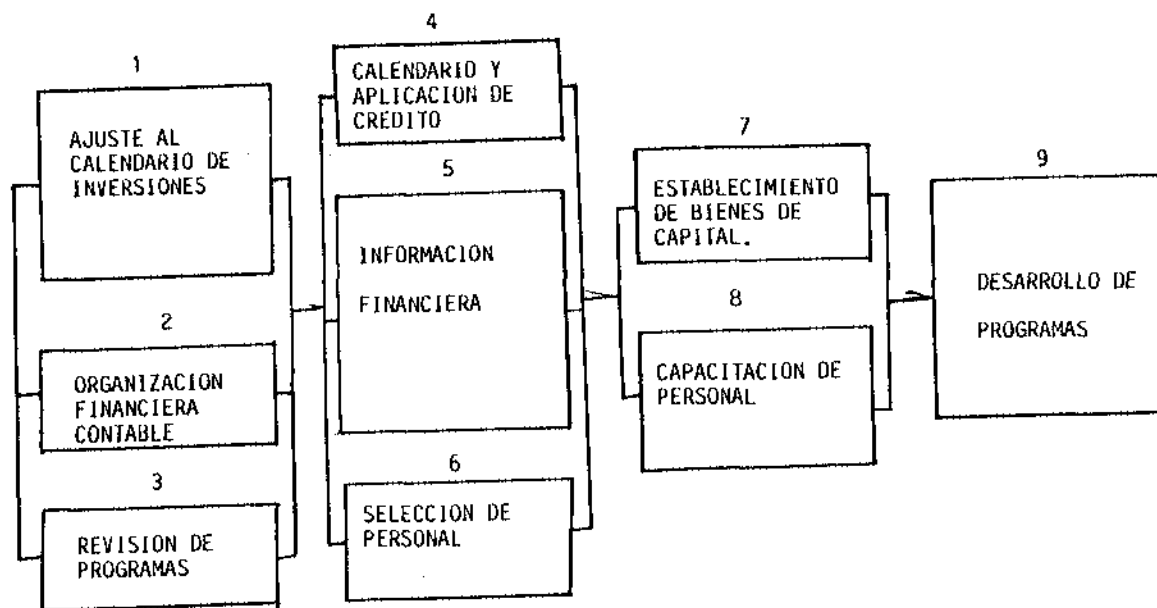 1
AJUSTE AL
CALENDARIO DE
INVERSIONES
2
ORGANIZACION
FINANCIERA
CONTABLE
3
REVISION DE
PROGRAMAS
4
CALENDARIO Y
APLICACION DE
CREDITO
5
INFORMACION
FINANCIERA
6
SELECCION DE
PERSONAL
7
ESTABLECIMIENTO
DE BIENES DE
CAPITAL.
8
CAPACITACION DE
PERSONAL
9
DESARROLLO DE
PROGRAMAS